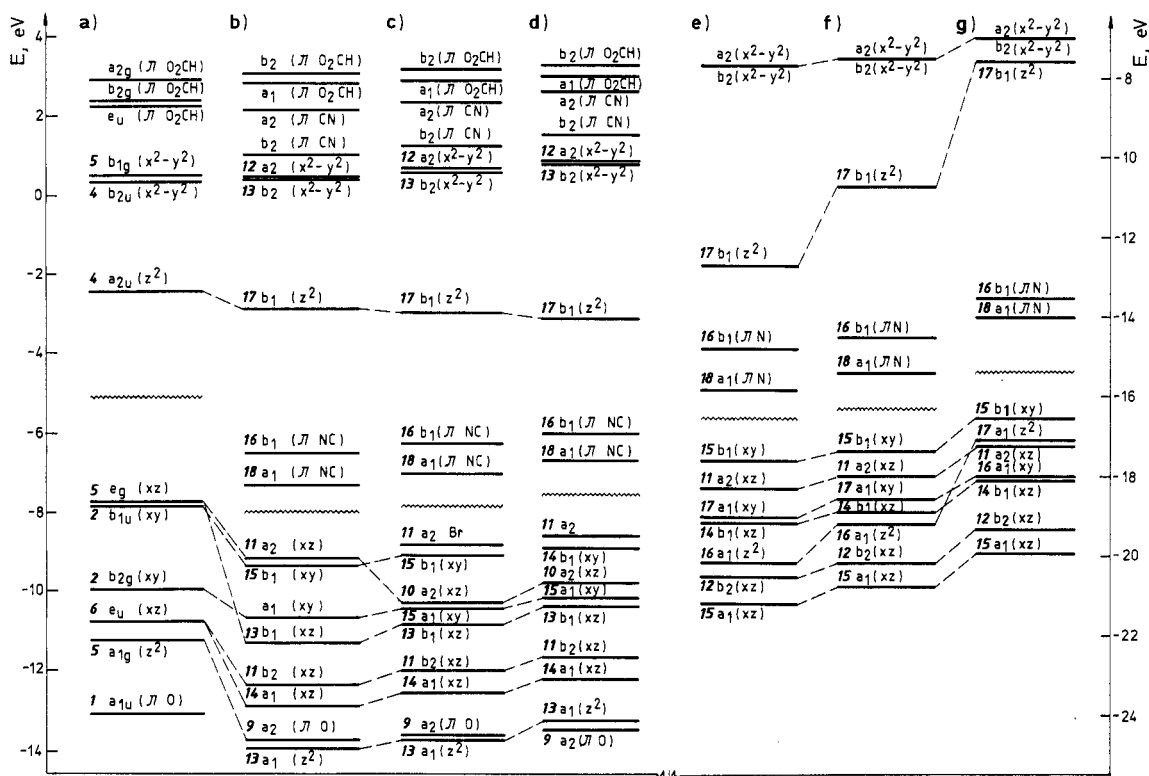 a)
b)
c)
d)
e)
f)
g)
E, eV
4
2
0
-2
-4
-6
-8
-10
-12
-14
a2g (π O2CH)
b2g (π O2CH)
eu (π O2CH)
5 b1g (x²-y²)
4 b2u (x²-y²)
4 a2u (z²)
5 eg (xz)
2 b1u (xy)
2 b2g (xy)
6 eu (xz)
5 a1g (z²)
1 a1u (π O)
b2 (π O2CH)
a1 (π O2CH)
a2 (π CN)
b2 (π CN)
12 a2 (x²-y²)
13 b2 (x²-y²)
17 b1 (z²)
16 b1 (π NC)
18 a1 (π NC)
11 a2 (xz)
15 b1 (xy)
a1 (xy)
13 b1 (xz)
11 b2 (xz)
14 a1 (xz)
9 a2 (π O)
13 a1 (z²)
b2 (π O2CH)
a1 (π O2CH)
a2 (π CN)
b2 (π CN)
12 a2 (x²-y²)
13 b2 (x²-y²)
17 b1 (z²)
16 b1 (π NC)
18 a1 (π NC)
11 a2 Br
15 b1 (xy)
10 a2 (xz)
15 a1 (xy)
13 b1 (xz)
11 b2 (xz)
14 a1 (xz)
9 a2 (π O)
13 a1 (z²)
b2 (π O2CH)
a1 (π O2CH)
a2 (π CN)
b2 (π CN)
12 a2 (x²-y²)
13 b2 (x²-y²)
17 b1 (z²)
16 b1 (π NC)
18 a1 (π NC)
11 a2
14 b1 (xy)
10 a2 (xz)
15 a1 (xy)
13 b1 (xz)
11 b2 (xz)
14 a1 (xz)
13 a1 (z²)
9 a2 (π O)
a2 (x²-y²)
b2 (x²-y²)
17 b1 (z²)
16 b1 (π N)
18 a1 (π N)
15 b1 (xy)
11 a2 (xz)
17 a1 (xy)
14 b1 (xz)
16 a1 (z²)
12 b2 (xz)
15 a1 (xz)
a2 (x²-y²)
b2 (x²-y²)
17 b1 (z²)
16 b1 (π N)
18 a1 (π N)
15 b1 (xy)
11 a2 (xz)
17 a1 (xy)
14 b1 (xz)
16 a1 (z²)
12 b2 (xz)
15 a1 (xz)
a2 (x²-y²)
b2 (x²-y²)
17 b1 (z²)
16 b1 (π N)
18 a1 (π N)
15 b1 (xy)
17 a1 (z²)
11 a2 (xz)
16 a1 (xy)
14 b1 (xz)
12 b2 (xz)
15 a1 (xz)
E, eV
-8
-10
-12
-14
-16
-18
-20
-22
-24